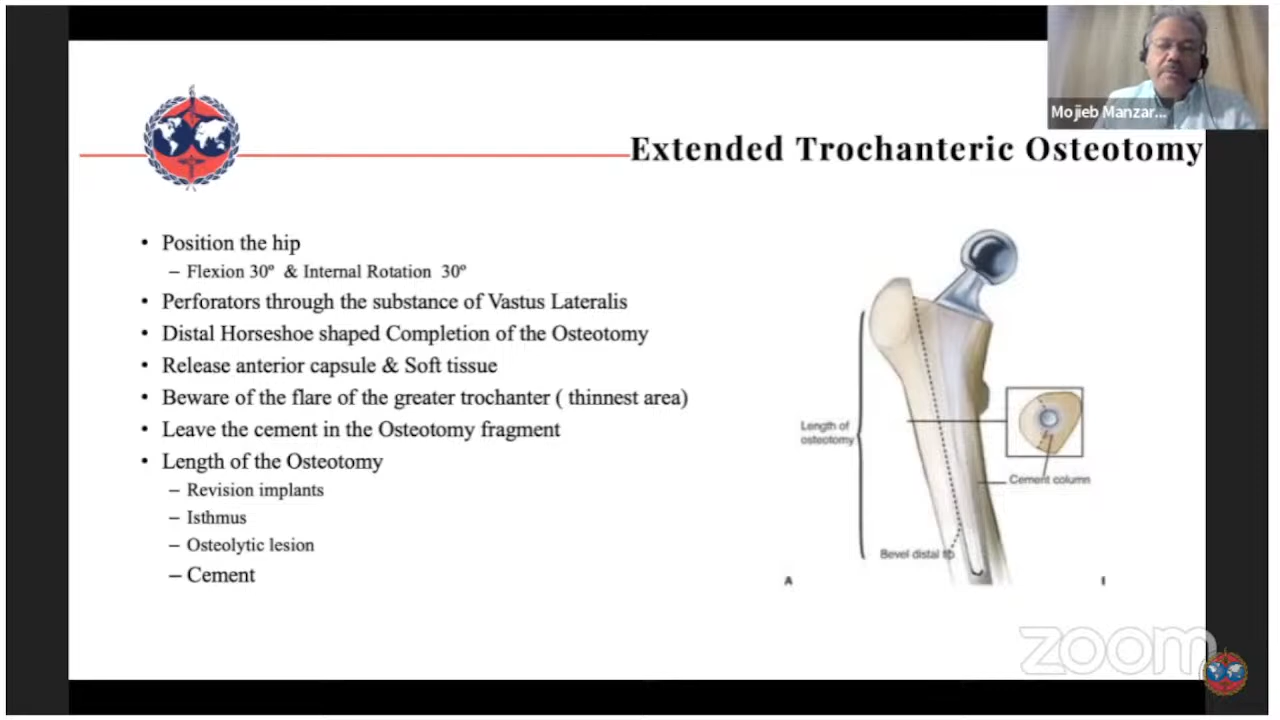 Mojieb Manzar...
Extended Trochanteric Osteotomy
• Position the hip
– Flexion 30º & Internal Rotation 30º
• Perforators through the substance of Vastus Lateralis
• Distal Horseshoe shaped Completion of the Osteotomy
• Release anterior capsule & Soft tissue
• Beware of the flare of the greater trochanter ( thinnest area)
• Leave the cement in the Osteotomy fragment
• Length of the Osteotomy
– Revision implants
– Isthmus
– Osteolytic lesion
– Cement
Length of
osteotomy
Cement column
Bevel distal
A
zoom